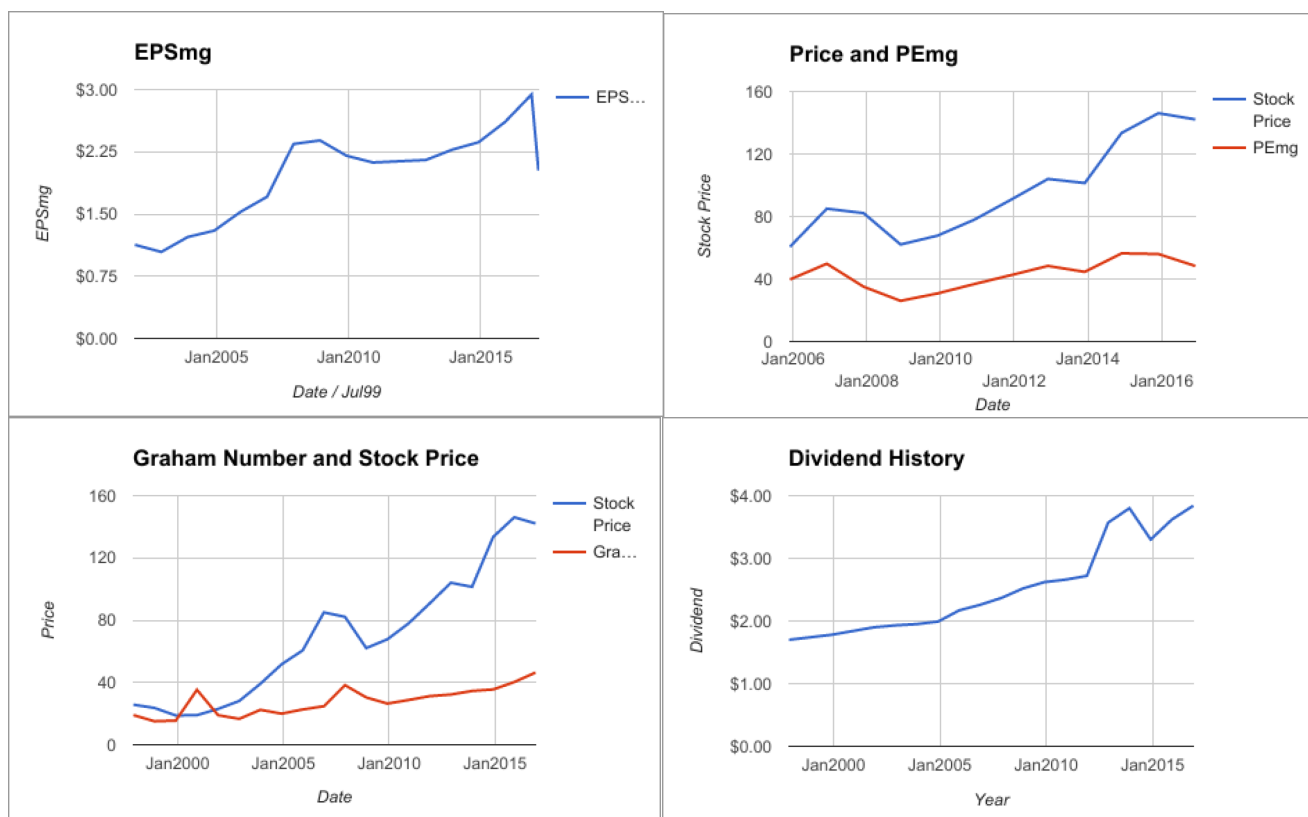 EPSmg
$3.00
$2.25
$1.50
$0.75
$0.00
EPSmg
Jan2005
Jan2010
Jan2015
Date / Jul99
EPS…
Price and PEmg
160
120
80
40
0
Stock Price
Jan2006
Jan2008
Jan2010
Jan2012
Jan2014
Jan2016
Date
Stock
Price
PEmg
Graham Number and Stock Price
160
120
80
40
0
Price
Jan2000
Jan2005
Jan2010
Jan2015
Date
Stock
Price
Gra…
Dividend History
$4.00
$3.00
$2.00
$1.00
$0.00
Dividend
Jan2000
Jan2005
Jan2010
Jan2015
Year